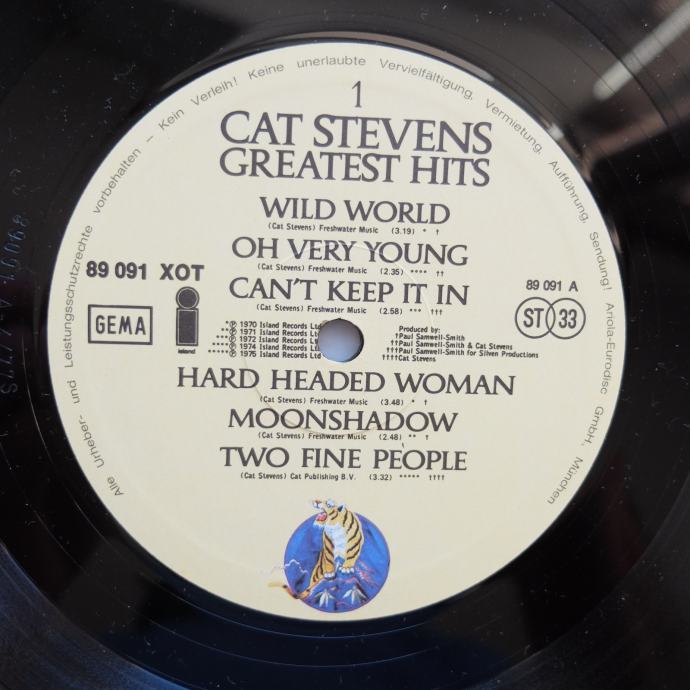 Alle Urheber- und Leistungsschutzrechte vorbehalten – Kein Verleih! Keine unerlaubte Vervielfältigung, Vermietung, Aufführung, Sendung! Ariola-Eurodisc GmbH, München
1
CAT STEVENS
GREATEST HITS
WILD WORLD
(Cat Stevens) Freshwater Music (3.19) * †
OH VERY YOUNG
(Cat Stevens) Freshwater Music (2.35) **** ††
89 091 XOT
CAN'T KEEP IT IN
89 091 A
(Cat Stevens) Freshwater Music (2.58) *** †††
GEMA
island
ST 33
*℗ 1970 Island Records Ltd
**℗ 1971 Island Records Ltd
***℗ 1972 Island Records Ltd
****℗ 1974 Island Records Ltd
*****℗ 1975 Island Records Ltd
Produced by:
†Paul Samwell-Smith
††Paul Samwell-Smith & Cat Stevens
†††Paul Samwell-Smith for Silven Productions
††††Cat Stevens
HARD HEADED WOMAN
(Cat Stevens) Freshwater Music (3.48) * †
MOONSHADOW
(Cat Stevens) Freshwater Music (2.48) ** †
TWO FINE PEOPLE
(Cat Stevens) Cat Publishing B.V. (3.32) ***** ††††